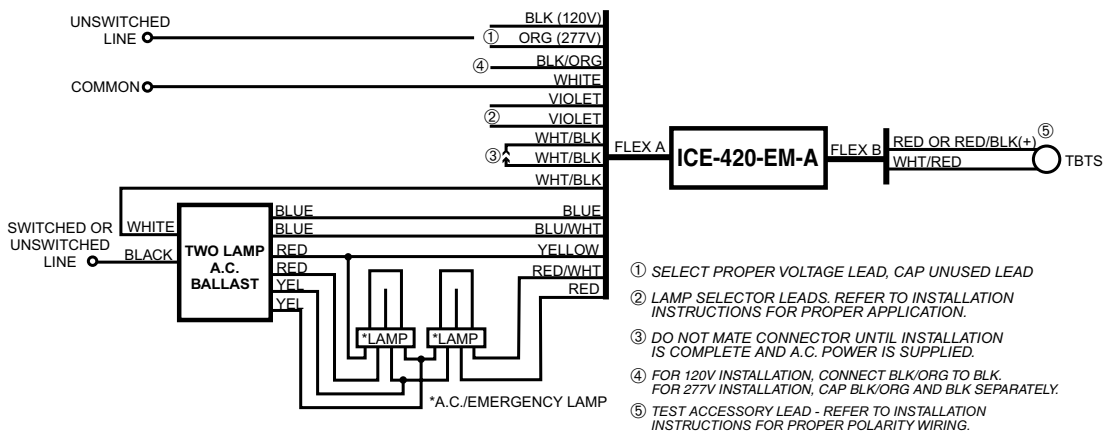 UNSWITCHED
LINE
BLK (120V)
① ORG (277V)
④ BLK/ORG
COMMON
WHITE
VIOLET
② VIOLET
WHT/BLK
③ WHT/BLK
WHT/BLK
FLEX A
ICE-420-EM-A
FLEX B
RED OR RED/BLK(+)
WHT/RED
⑤
TBTS
SWITCHED OR
UNSWITCHED
LINE
WHITE
BLACK
TWO LAMP
A.C.
BALLAST
BLUE
BLUE
RED
RED
YEL
YEL
BLUE
BLU/WHT
YELLOW
RED/WHT
RED
*LAMP
*LAMP
*A.C./EMERGENCY LAMP
① SELECT PROPER VOLTAGE LEAD, CAP UNUSED LEAD
② LAMP SELECTOR LEADS. REFER TO INSTALLATION
INSTRUCTIONS FOR PROPER APPLICATION.
③ DO NOT MATE CONNECTOR UNTIL INSTALLATION
IS COMPLETE AND A.C. POWER IS SUPPLIED.
④ FOR 120V INSTALLATION, CONNECT BLK/ORG TO BLK.
FOR 277V INSTALLATION, CAP BLK/ORG AND BLK SEPARATELY.
⑤ TEST ACCESSORY LEAD - REFER TO INSTALLATION
INSTRUCTIONS FOR PROPER POLARITY WIRING.